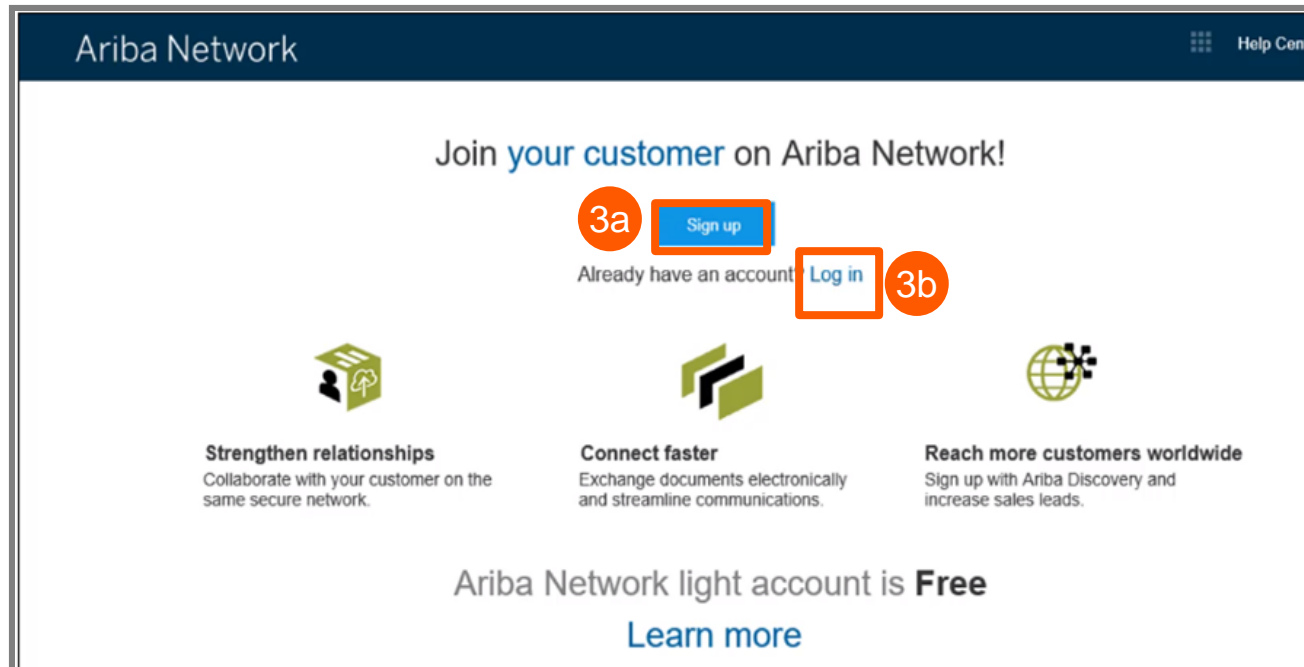 Ariba Network
Help Cen
Join your customer on Ariba Network!
3a
Sign up
Already have an account? Log in
3b
Strengthen relationships
Collaborate with your customer on the
same secure network.
Connect faster
Exchange documents electronically
and streamline communications.
Reach more customers worldwide
Sign up with Ariba Discovery and
increase sales leads.
Ariba Network light account is Free
Learn more